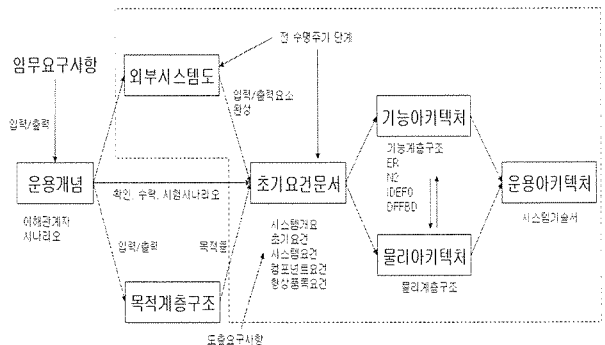 전 수명주기 단계
임무요구사항
외부시스템도
입력/출력요소
완성
입력/출력
기능아키텍처
기능계층구조
ER
N2
IDEF0
DFFBD
운용개념
확인, 수락, 시험시나리오
초기요건문서
운용아키텍처
시스템기술서
이해관계자
시나리오
입력/출력
목적들
시스템개요
초기요건
시스템요건
컴포넌트요건
형상품목요건
물리아키텍처
물리계층구조
목적계층구조
도출요구사항